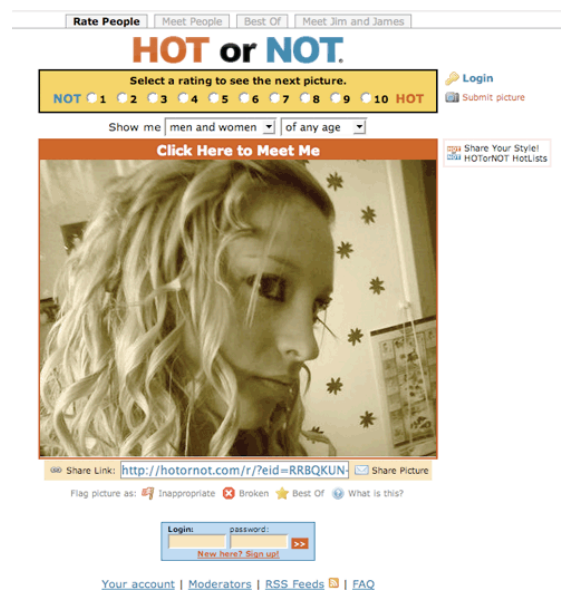 Rate People Meet People Best Of Meet Jim and James
HOT or NOT.
Select a rating to see the next picture.
NOT 1 2 3 4 5 6 7 8 9 10 HOT
Login
Submit picture
Show me men and women of any age
Share Your Style!
HOTorNOT HotLists
Click Here to Meet Me
Share Link: http://hotornot.com/r/?eid=RRBQKUN- Share Picture
Flag picture as: Inappropriate Broken Best Of What is this?
Login: password:
>>
New here? Sign up!
Your account | Moderators | RSS Feeds | FAQ